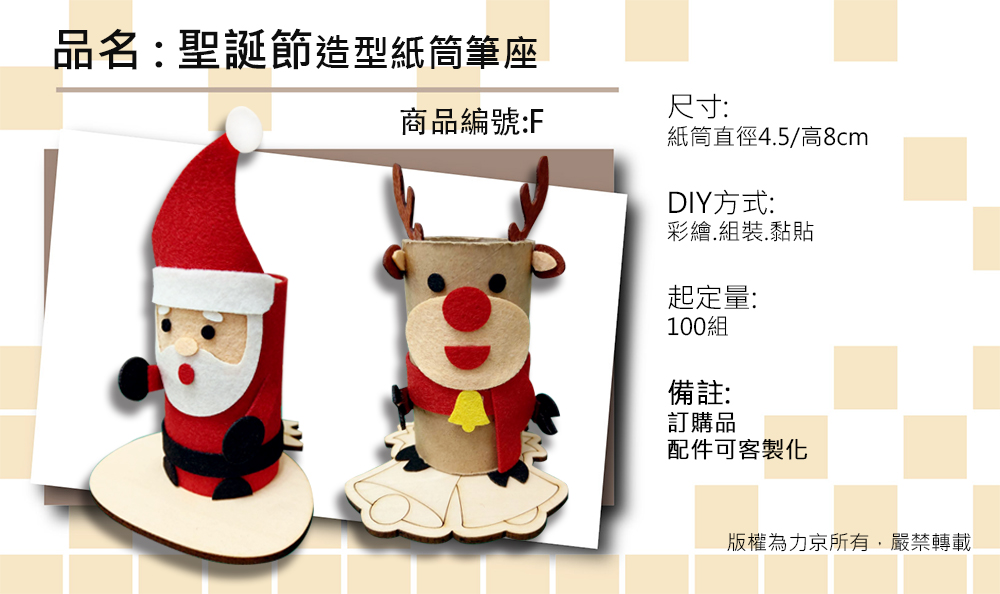 品名 : 聖誕節造型紙筒筆座
商品編號:F
尺寸:
紙筒直徑4.5/高8cm
DIY方式:
彩繪.組裝.黏貼
起定量:
100組
備註:
訂購品
配件可客製化
版權為力京所有，嚴禁轉載